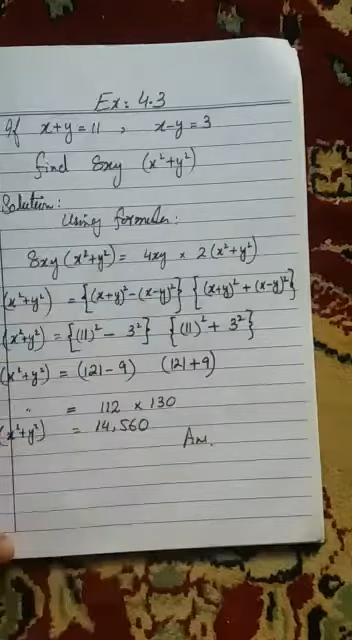 Ex: 4.3
If x+y=11 , x-y=3
find 8xy (x²+y²)
Solution:
Using formula:
8xy(x²+y²) = 4xy × 2(x²+y²)
(x²+y²) = {(x+y)²-(x-y)²} {(x+y)²+(x-y)²}
(x²+y²) = {(11)² - 3²} {(11)² + 3²}
(x²+y²) = (121-9) (121+9)
" = 112 × 130
(x²+y²) = 14,560 Ans.